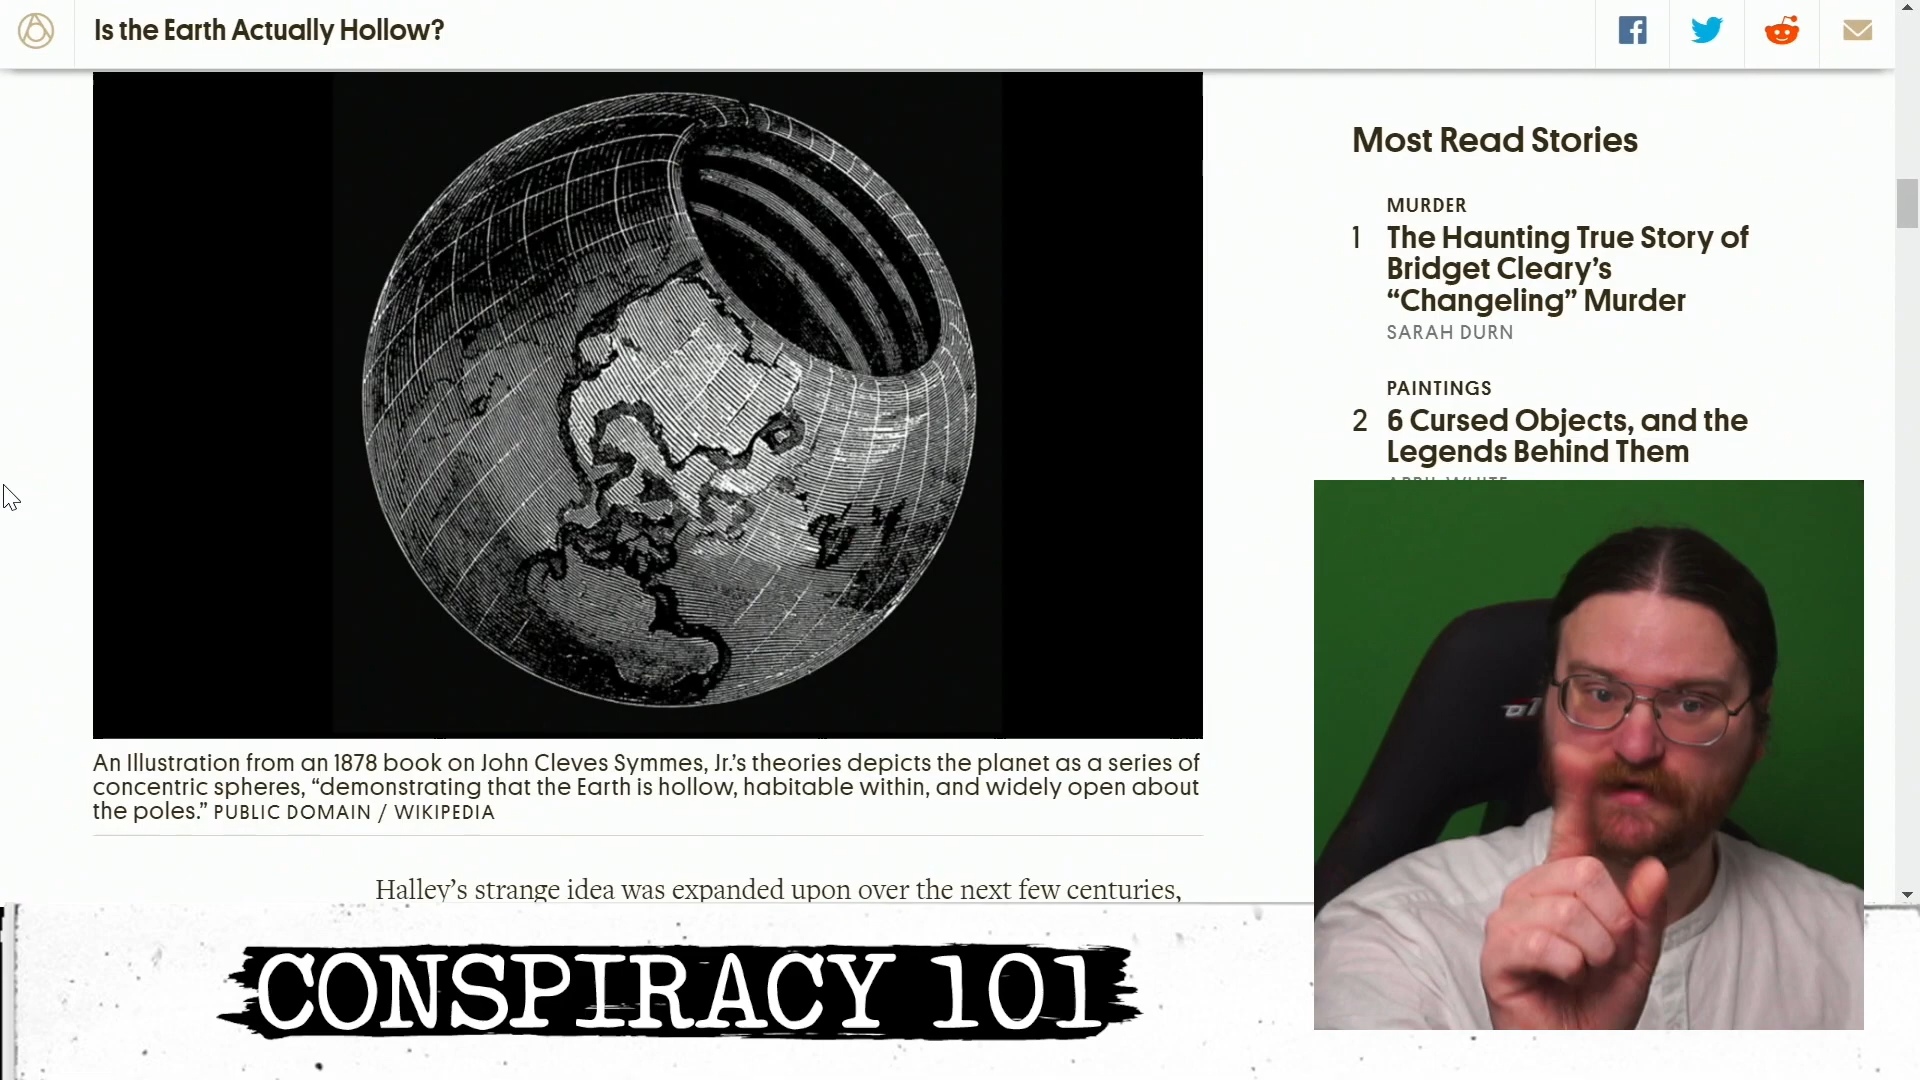 Is the Earth Actually Hollow?
Most Read Stories
MURDER
1 The Haunting True Story of
Bridget Cleary’s
“Changeling” Murder
SARAH DURN
PAINTINGS
2 6 Cursed Objects, and the
Legends Behind Them
An Illustration from an 1878 book on John Cleves Symmes, Jr.’s theories depicts the planet as a series of
concentric spheres, “demonstrating that the Earth is hollow, habitable within, and widely open about
the poles.” PUBLIC DOMAIN / WIKIPEDIA
Halley’s strange idea was expanded upon over the next few centuries,
CONSPIRACY 101